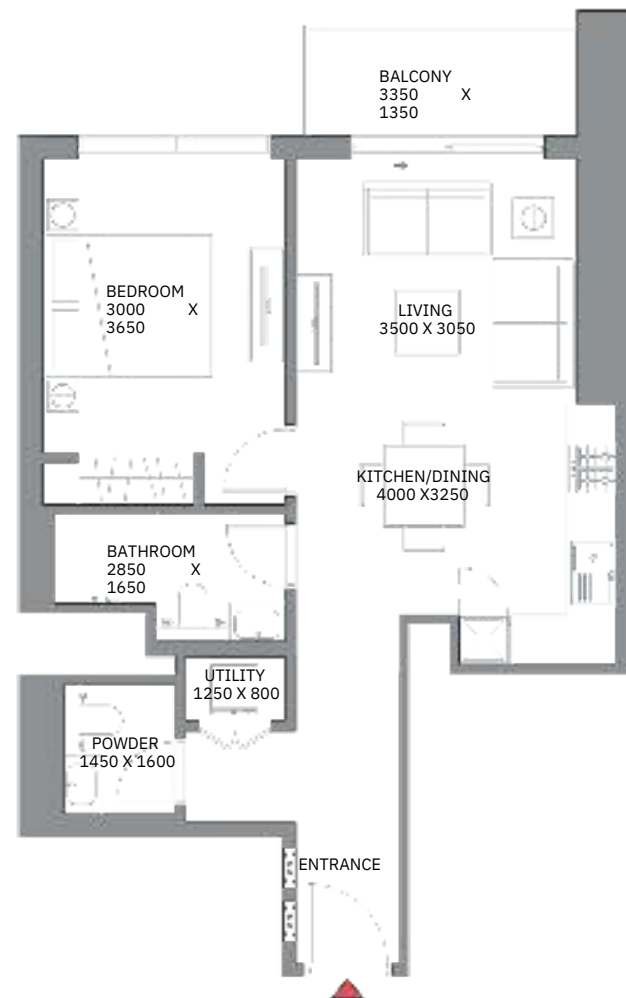 BALCONY
3350 X
1350
BEDROOM
3000 X
3650
LIVING
3500 X 3050
KITCHEN/DINING
4000 X3250
BATHROOM
2850 X
1650
UTILITY
1250 X 800
POWDER
1450 X 1600
ENTRANCE